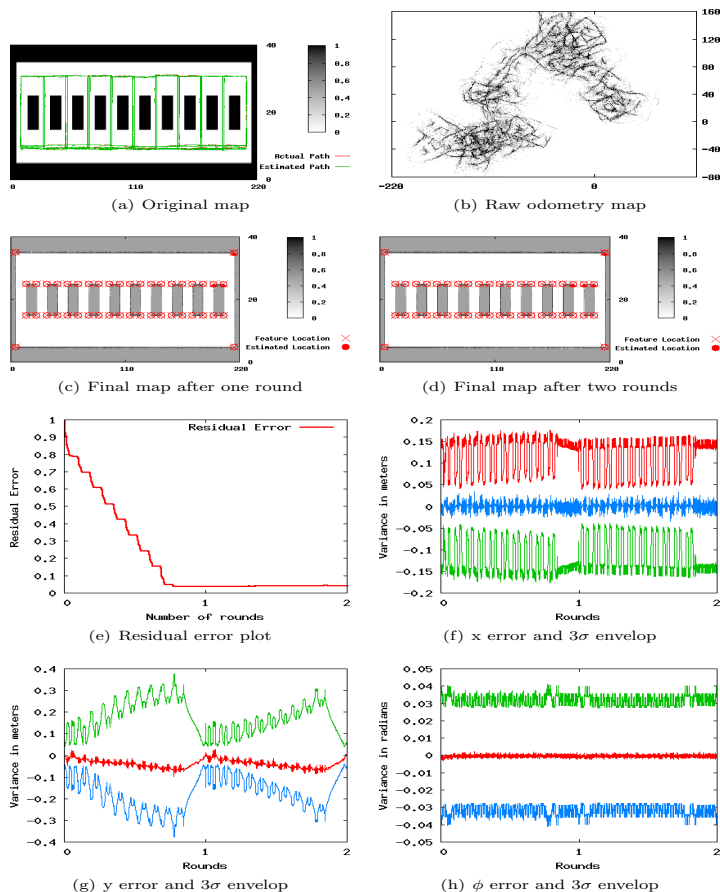 40
20
0
1
0.8
0.6
0.4
0.2
0
Actual Path
Estimated Path
0 110 220
(a) Original map
160
120
80
40
0
-40
-80
-220 0
(b) Raw odometry map
40
20
0
1
0.8
0.6
0.4
0.2
0
Feature Location
Estimated Location
0 110 220
(c) Final map after one round
40
20
0
1
0.8
0.6
0.4
0.2
0
Feature Location
Estimated Location
0 110 220
(d) Final map after two rounds
1
0.9
0.8
0.7
0.6
0.5
0.4
0.3
0.2
0.1
0
Residual Error
Residual Error
0 1 2
Number of rounds
(e) Residual error plot
0.2
0.15
0.1
0.05
0
-0.05
-0.1
-0.15
-0.2
Variance in meters
0 1 2
Rounds
(f) x error and 3σ envelop
0.4
0.3
0.2
0.1
0
-0.1
-0.2
-0.3
-0.4
Variance in meters
0 1 2
Rounds
(g) y error and 3σ envelop
0.05
0.04
0.03
0.02
0.01
0
-0.01
-0.02
-0.03
-0.04
-0.05
Variance in radians
0 1 2
Rounds
(h) ϕ error and 3σ envelop